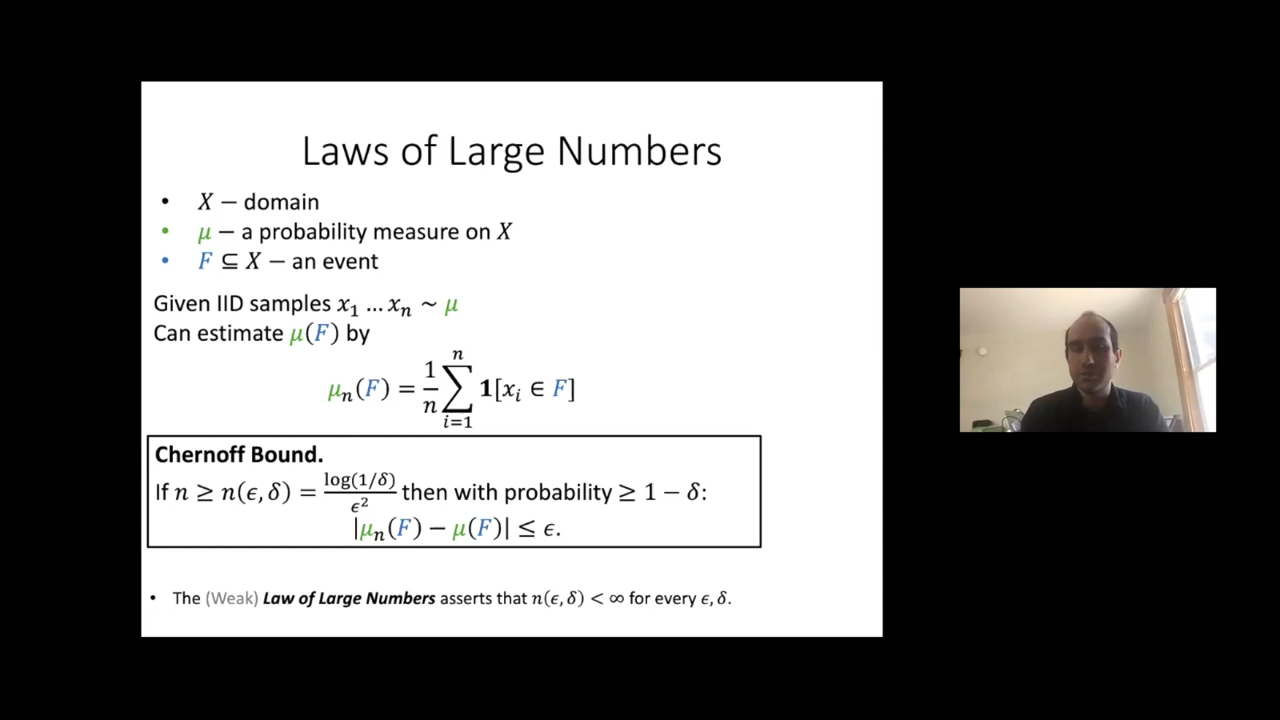 Laws of Large Numbers
• X – domain
• μ – a probability measure on X
• F ⊆ X – an event
Given IID samples x₁ … xₙ ~ μ
Can estimate μ(F) by
μₙ(F) = 1/n ∑ᵢ₌₁ⁿ 1[xᵢ ∈ F]
Chernoff Bound.
If n ≥ n(ϵ, δ) = log(1/δ)/ϵ² then with probability ≥ 1 − δ:
|μₙ(F) − μ(F)| ≤ ϵ.
• The (Weak) Law of Large Numbers asserts that n(ϵ, δ) < ∞ for every ϵ, δ.